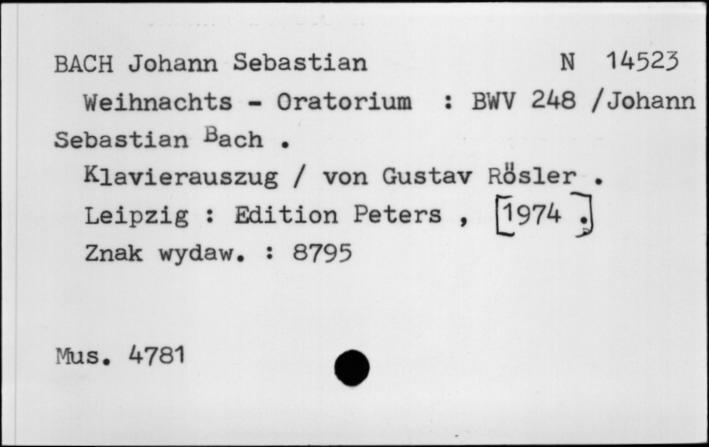 BACH Johann Sebastian N 14523
Weihnachts - Oratorium : BWV 248 /Johann
Sebastian Bach .
Klavierauszug / von Gustav Rösler .
Leipzig : Edition Peters , [1974 .]
Znak wydaw. : 8795
Mus. 4781